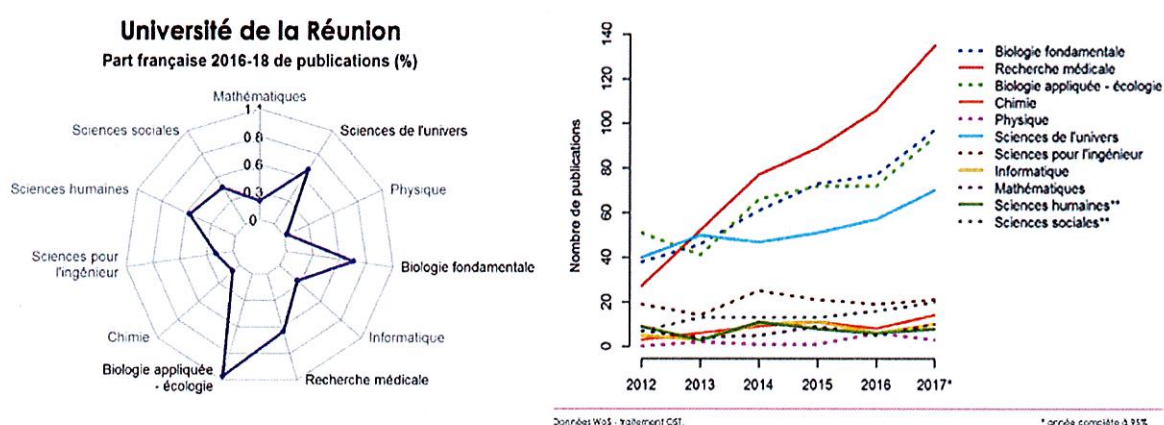 Université de la Réunion
Part française 2016-18 de publications (%)
Mathématiques
1,1
0,8
0,6
0,3
0
Sciences de l'univers
Physique
Biologie fondamentale
Informatique
Recherche médicale
Biologie appliquée
- écologie
Chimie
Sciences pour
l'ingénieur
Sciences humaines
Sciences sociales
Nombre de publications
140
120
100
80
60
40
20
0
2012
2013
2014
2015
2016
2017*
Biologie fondamentale
Recherche médicale
Biologie appliquée - écologie
Chimie
Physique
Sciences de l'univers
Sciences pour l'ingénieur
Informatique
Mathématiques
Sciences humaines**
Sciences sociales**
Données WoS - traitement OST.
* année complète à 95%